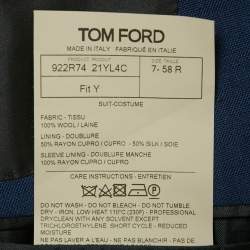 TOM FORD
MADE IN ITALY FABRIQUÉ EN ITALIE
PRODUCT PRODUIT SIZE TAILLE
922R74 21YL4C 7- 58 R
Fit Y
SUIT-COSTUME
FABRIC - TISSU
100% WOOL / LAINE
LINING - DOUBLURE
50% RAYON CUPRO / CUPRO - 50% SILK / SOIE
SLEEVE LINING - DOUBLURE MANCHE
100% RAYON CUPRO / CUPRO
CARE INSTRUCTIONS - ENTRETIEN
DO NOT WASH - DO NOT BLEACH - DO NOT TUMBLE
DRY - IRON, LOW HEAT 110°C (230F) - PROFESSIONAL
DRYCLEAN WITH ANY SOLVENT EXCEPT
TRICHLOROETHYLENE, SHORT CYCLE - REDUCED
MOISTURE
NE PAS LAVER / L'EAU - NE PAS BLANCHIR - NE PAS